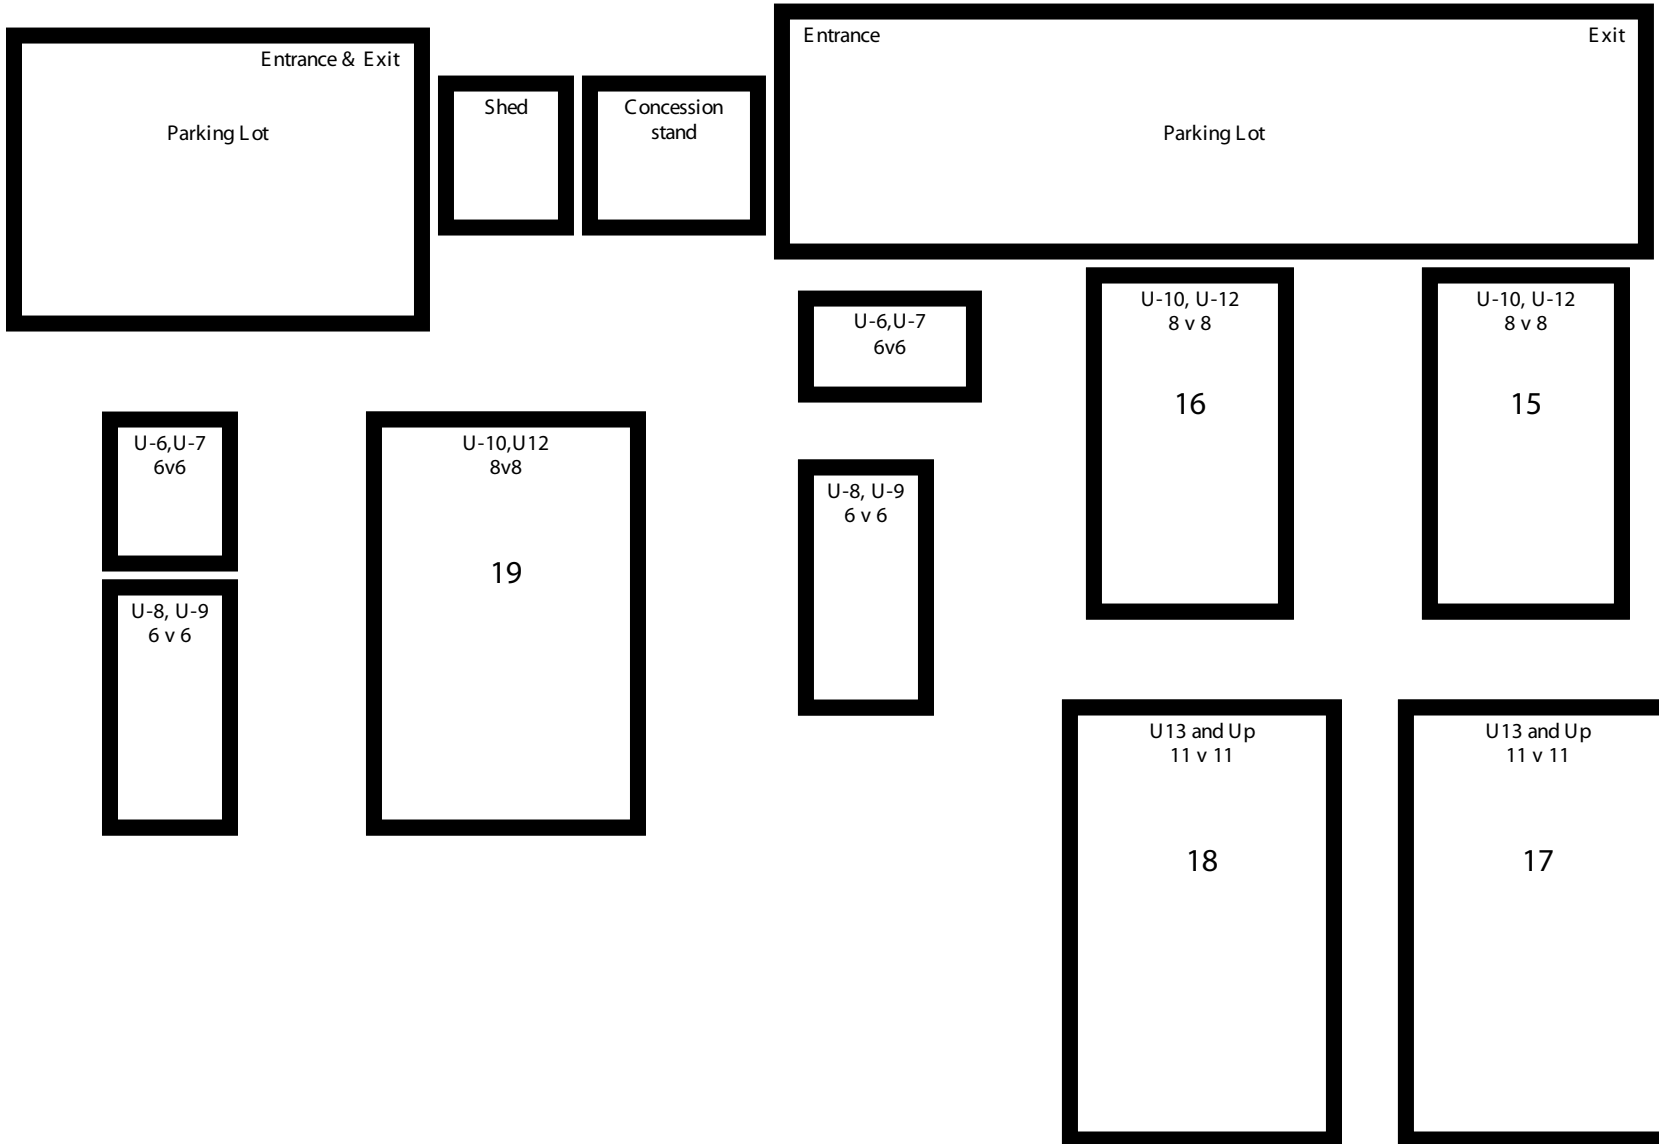 Entrance
Exit
Entrance & Exit
Parking Lot
Shed
Concession
stand
Parking Lot
U-6,U-7
6v6
U-10, U-12
8 v 8
16
U-10, U-12
8 v 8
15
U-6,U-7
6v6
U-10,U12
8v8
19
U-8, U-9
6 v 6
U-8, U-9
6 v 6
U13 and Up
11 v 11
18
U13 and Up
11 v 11
17